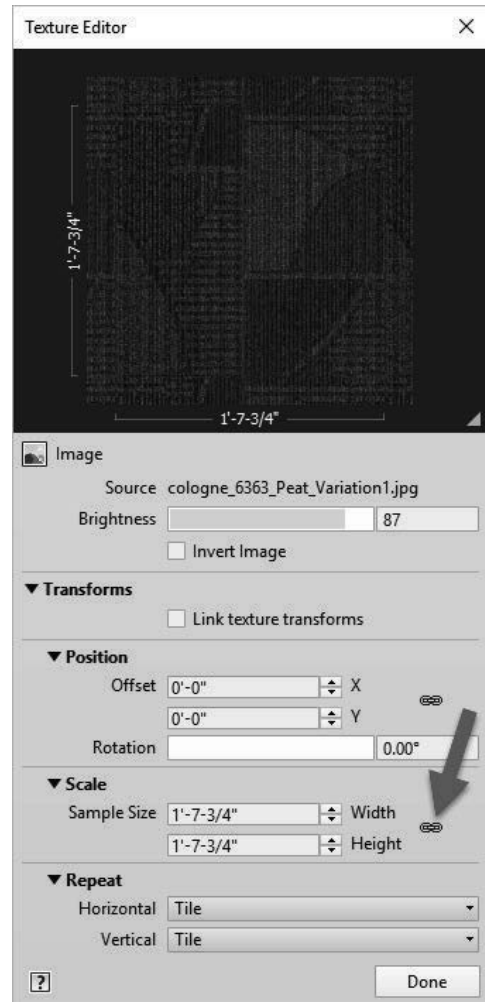 Texture Editor
1'-7-3/4"
1'-7-3/4"
Image
Source cologne_6363_Peat_Variation1.jpg
Brightness 87
Invert Image
Transforms
Link texture transforms
Position
Offset 0'-0" X
0'-0" Y
Rotation 0.00°
Scale
Sample Size 1'-7-3/4" Width
1'-7-3/4" Height
Repeat
Horizontal Tile
Vertical Tile
? Done